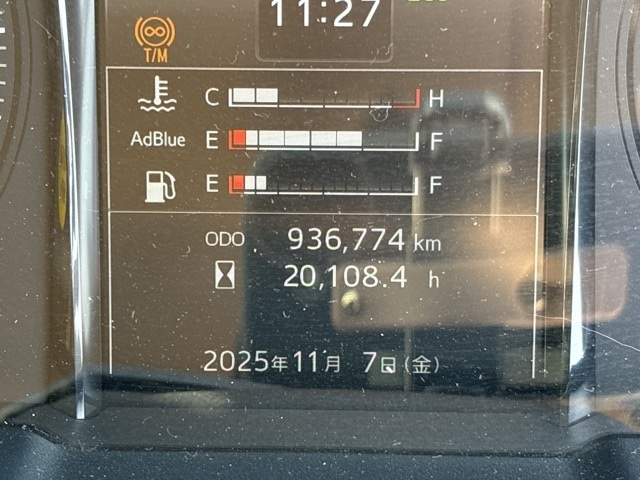 11:27
T/M
C H
AdBlue E F
E F
ODO 936,774 km
20,108.4 h
2025年11月 7日(金)